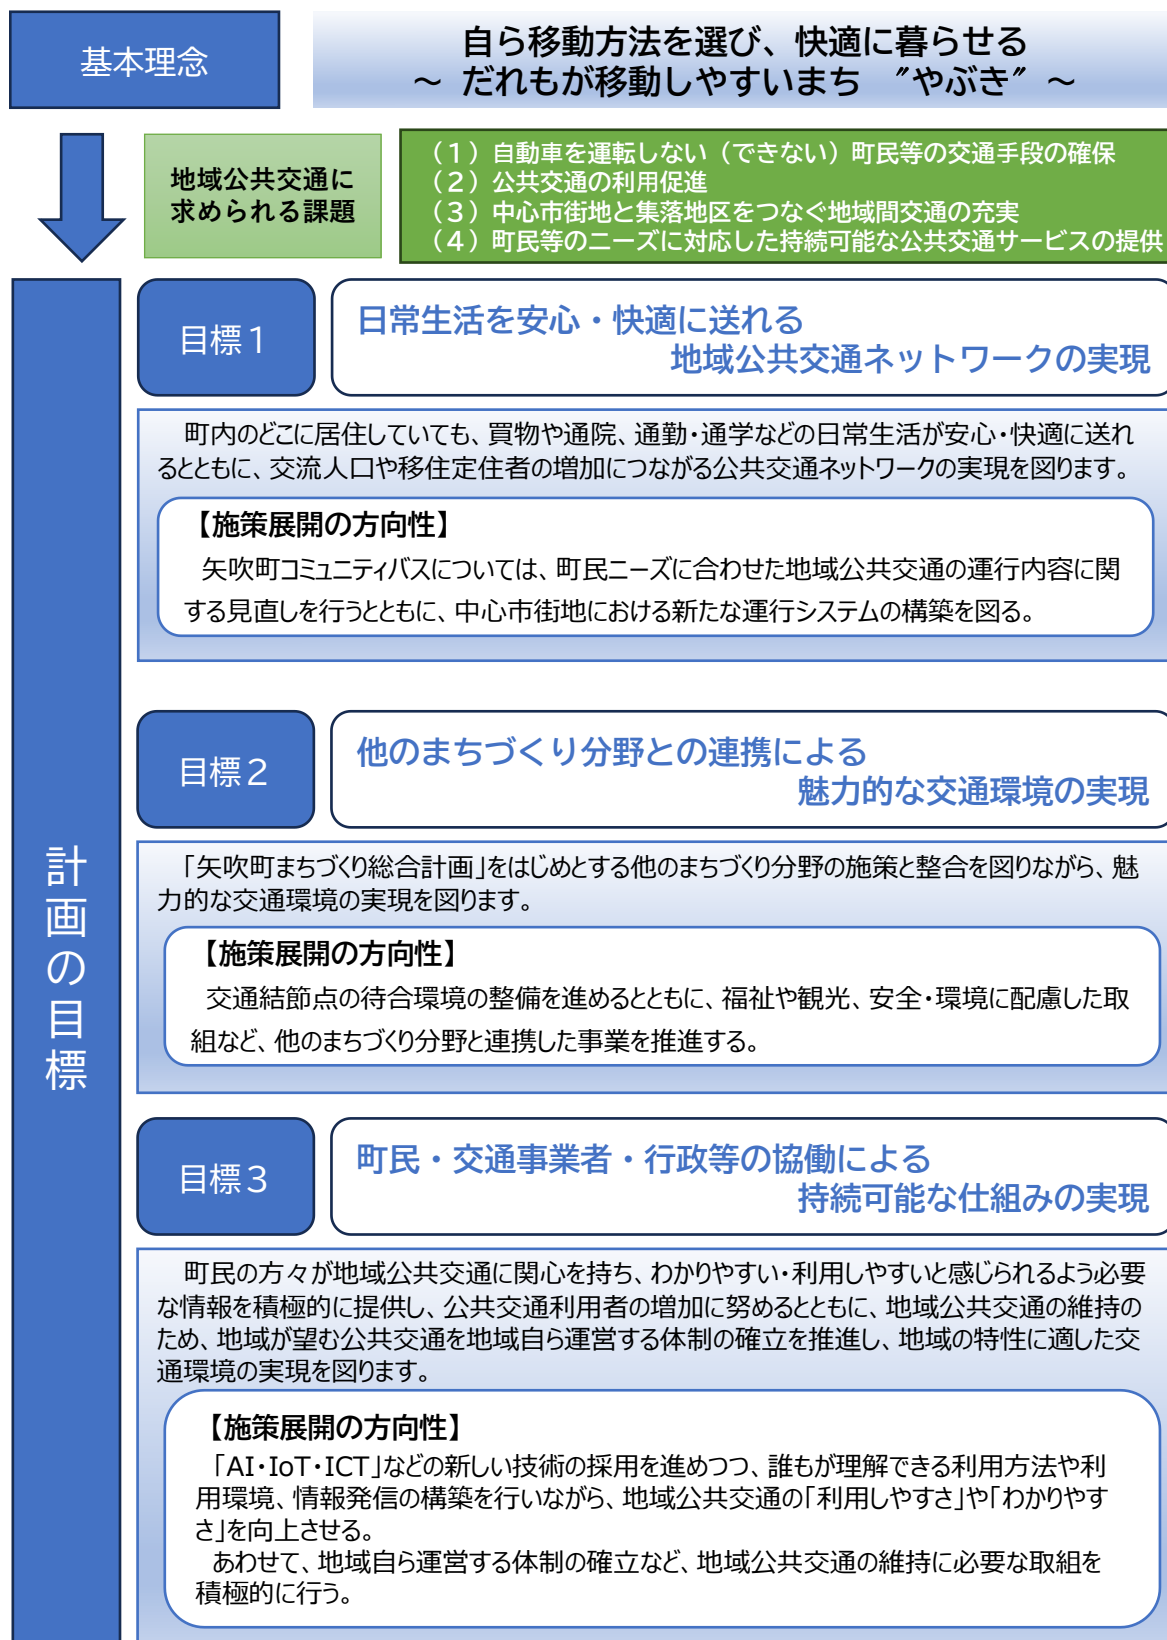 基本理念
自ら移動方法を選び、快適に暮らせる
～ だれもが移動しやすいまち 〝やぶき〟 ～
地域公共交通に
求められる課題
（１）自動車を運転しない（できない）町民等の交通手段の確保
（２）公共交通の利用促進
（３）中心市街地と集落地区をつなぐ地域間交通の充実
（４）町民等のニーズに対応した持続可能な公共交通サービスの提供
計画の目標
目標１
日常生活を安心・快適に送れる
地域公共交通ネットワークの実現
町内のどこに居住していても、買物や通院、通勤・通学などの日常生活が安心・快適に送れ
るとともに、交流人口や移住定住者の増加につながる公共交通ネットワークの実現を図ります。
【施策展開の方向性】
矢吹町コミュニティバスについては、町民ニーズに合わせた地域公共交通の運行内容に関
する見直しを行うとともに、中心市街地における新たな運行システムの構築を図る。
目標２
他のまちづくり分野との連携による
魅力的な交通環境の実現
「矢吹町まちづくり総合計画」をはじめとする他のまちづくり分野の施策と整合を図りながら、魅
力的な交通環境の実現を図ります。
【施策展開の方向性】
交通結節点の待合環境の整備を進めるとともに、福祉や観光、安全・環境に配慮した取
組など、他のまちづくり分野と連携した事業を推進する。
目標３
町民・交通事業者・行政等の協働による
持続可能な仕組みの実現
町民の方々が地域公共交通に関心を持ち、わかりやすい・利用しやすいと感じられるよう必要
な情報を積極的に提供し、公共交通利用者の増加に努めるとともに、地域公共交通の維持の
ため、地域が望む公共交通を地域自ら運営する体制の確立を推進し、地域の特性に適した交
通環境の実現を図ります。
【施策展開の方向性】
「AI・IoT・ICT」などの新しい技術の採用を進めつつ、誰もが理解できる利用方法や利
用環境、情報発信の構築を行いながら、地域公共交通の「利用しやすさ」や「わかりやす
さ」を向上させる。
あわせて、地域自ら運営する体制の確立など、地域公共交通の維持に必要な取組を
積極的に行う。